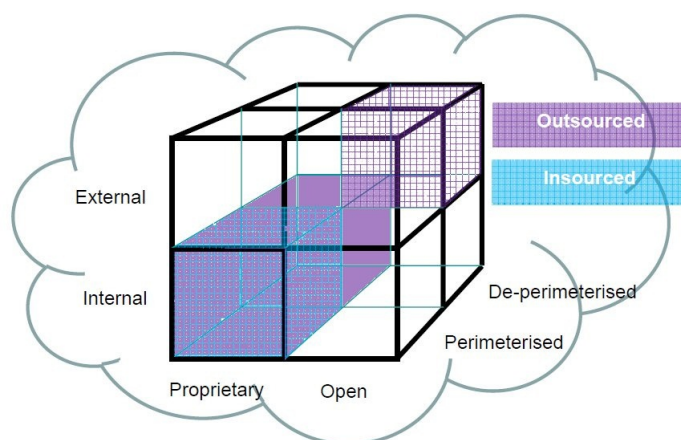 Outsourced
Insourced
External
Internal
De-perimeterised
Perimeterised
Proprietary
Open